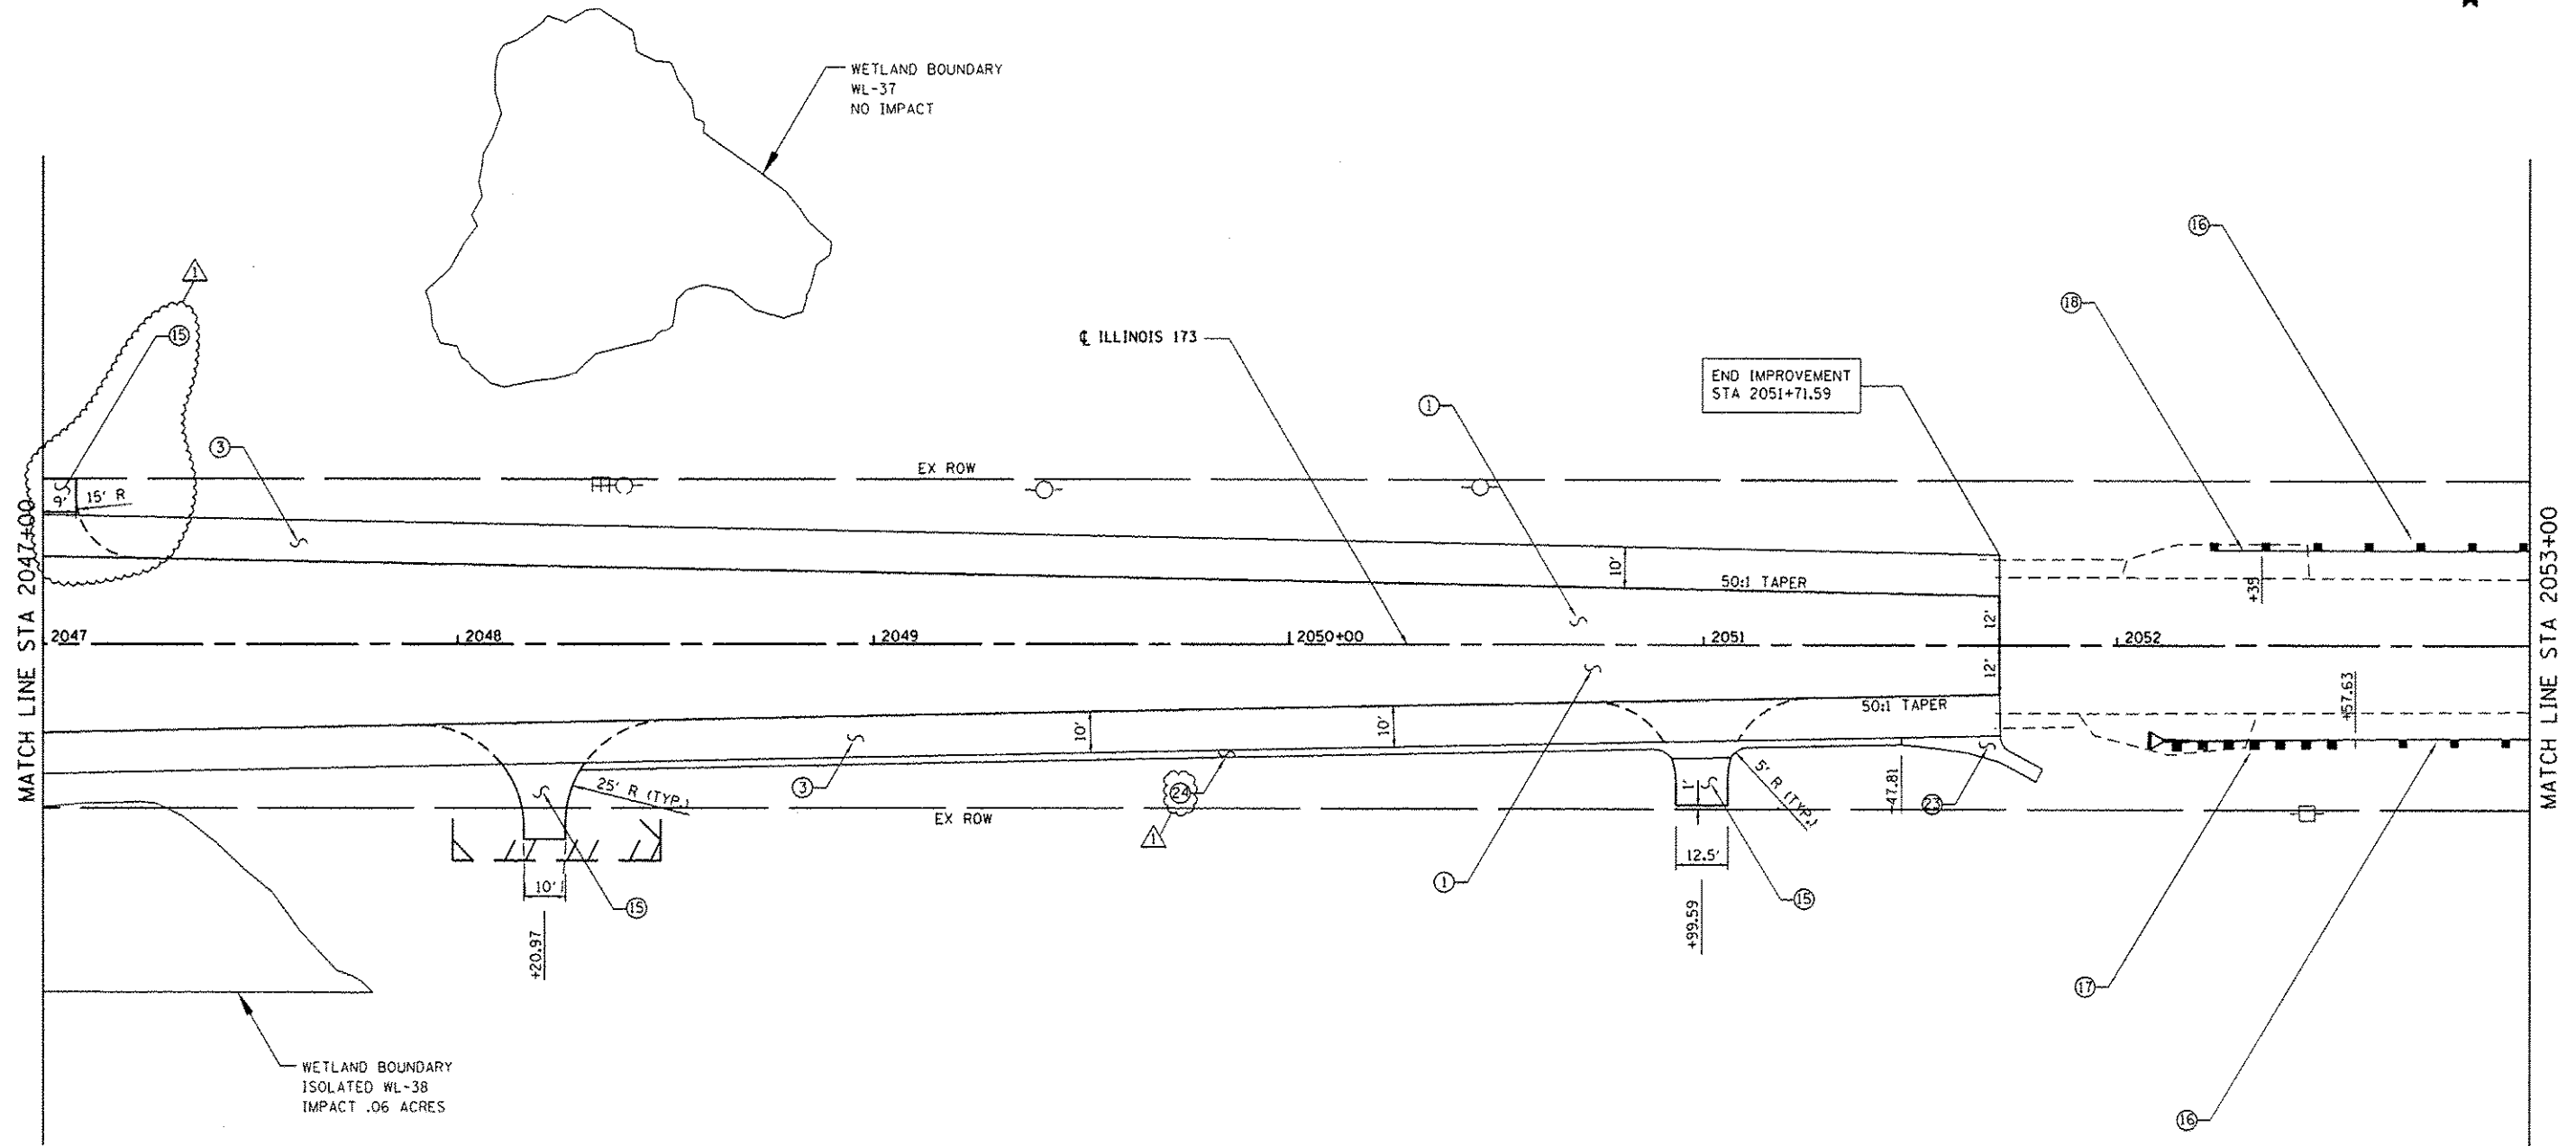 WETLAND BOUNDARY
WL-37
NO IMPACT
16
1
18
15
℄ ILLINOIS 173
END IMPROVEMENT
STA 2051+71.59
1
3
EX ROW
9'
15' R
MATCH LINE STA 2047+00
10'
50:1 TAPER
+35
12'
2047
2048
2049
2050+00
2051
2052
12'
MATCH LINE STA 2053+00
+57.63
50:1 TAPER
10'
10'
3
25' R (TYP.)
24
1'
5' R (TYP.)
47.81
23
EX ROW
1
12.5'
10'
1
15
15
+20.97
+99.59
17
WETLAND BOUNDARY
ISOLATED WL-38
IMPACT .06 ACRES
16